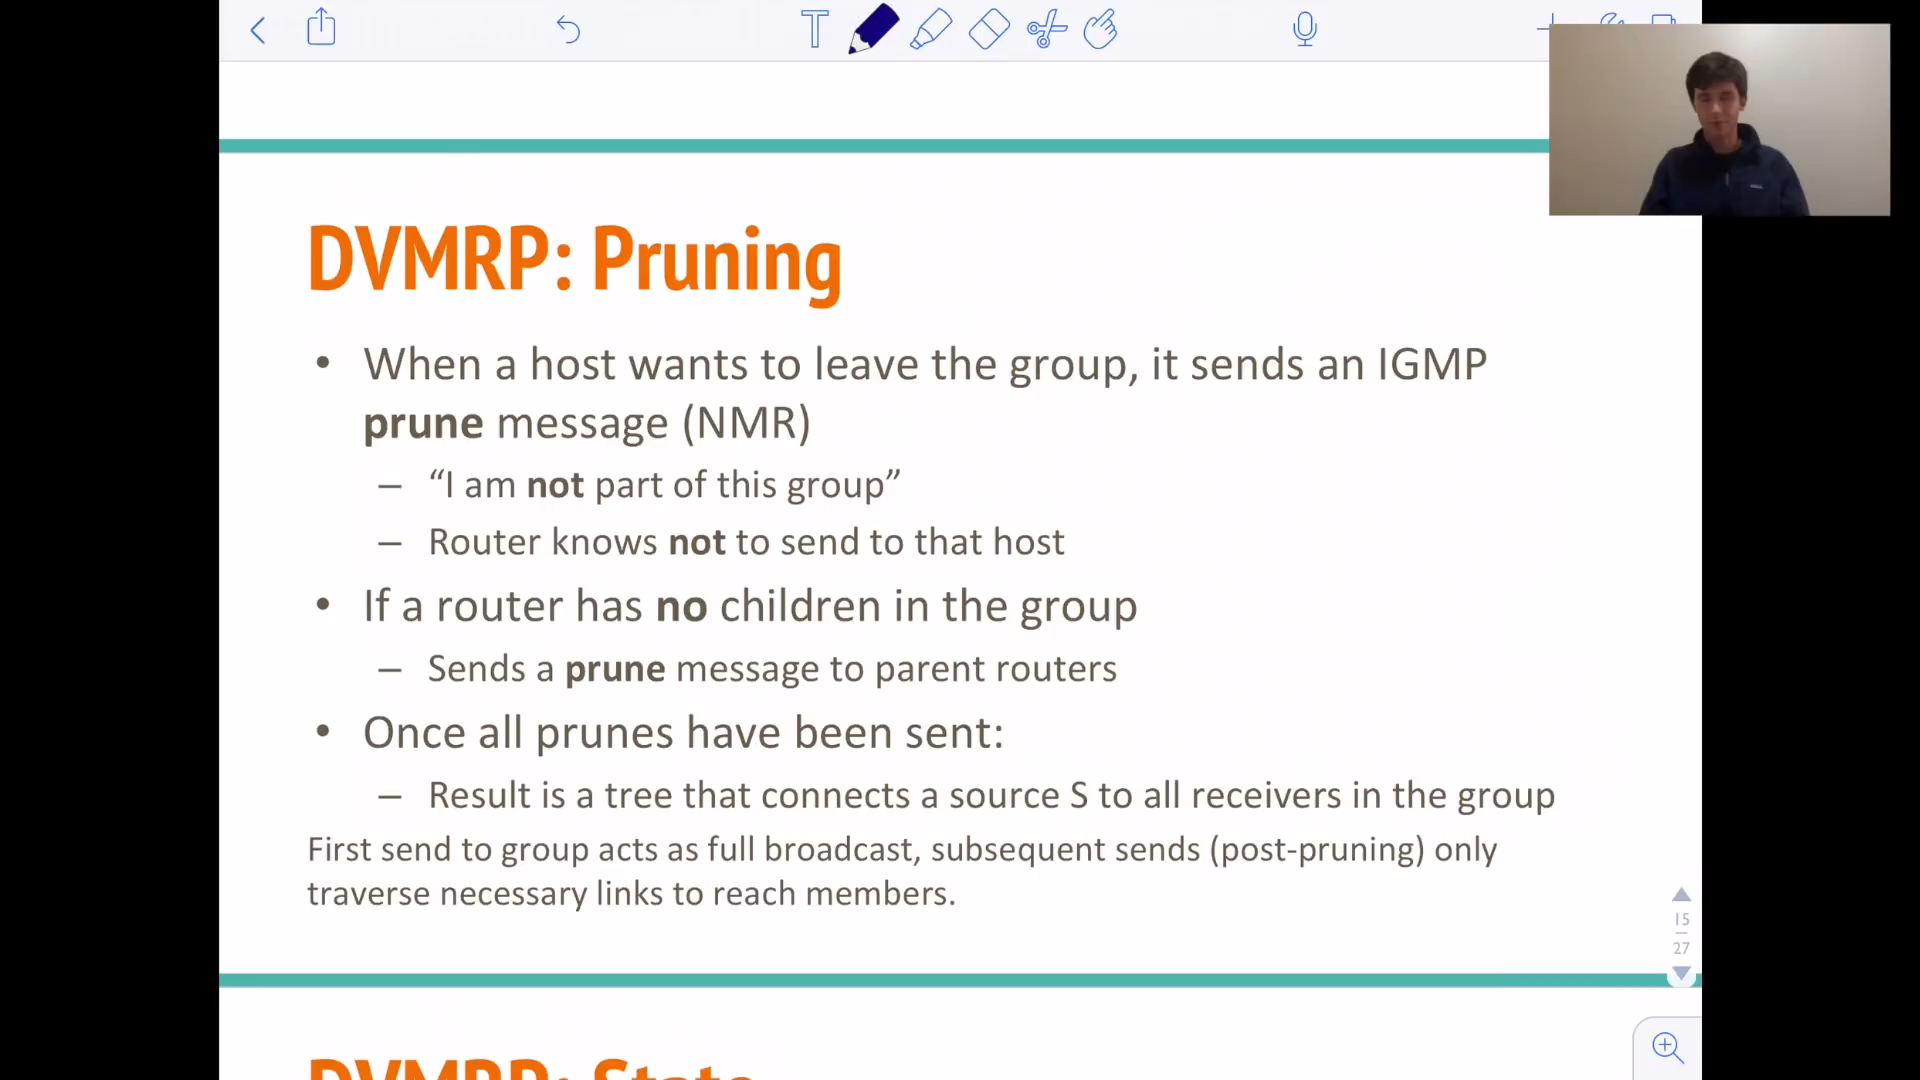 DVMRP: Pruning
• When a host wants to leave the group, it sends an IGMP
prune message (NMR)
– “I am not part of this group”
– Router knows not to send to that host
• If a router has no children in the group
– Sends a prune message to parent routers
• Once all prunes have been sent:
– Result is a tree that connects a source S to all receivers in the group
First send to group acts as full broadcast, subsequent sends (post-pruning) only
traverse necessary links to reach members.
15
27
DVMRP: State